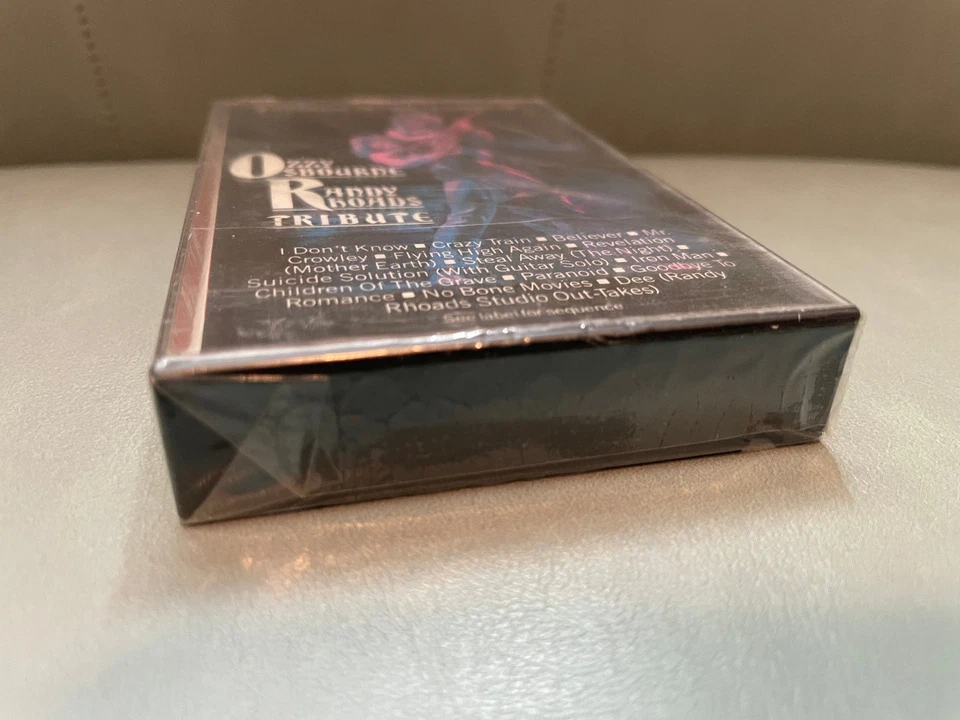 OZZY
OSBOURNE
RANDY
RHOADS
TRIBUTE
I Don't Know ■ Crazy Train ■ Believer ■ Mr.
Crowley ■ Flying High Again ■ Revelation
(Mother Earth) ■ Steal Away (The Night) ■
Suicide Solution (With Guitar Solo) ■ Iron Man ■
Children Of The Grave ■ Paranoid ■ Goodbye To
Romance ■ No Bone Movies ■ Dee (Randy
Rhoads Studio Out-Takes)
See label for sequence